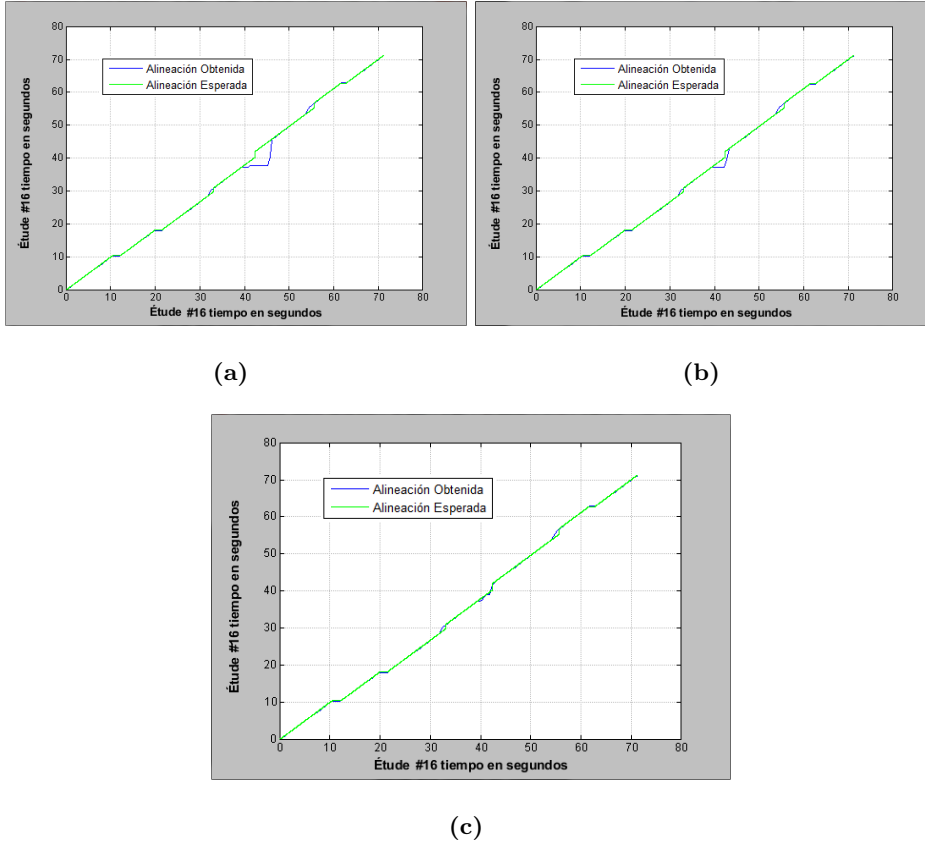 80
70
60
50
40
30
20
10
0
Étude #16 tiempo en segundos
Alineación Obtenida
Alineación Esperada
0 10 20 30 40 50 60 70 80
Étude #16 tiempo en segundos
(a)
80
70
60
50
40
30
20
10
0
Étude #16 tiempo en segundos
Alineación Obtenida
Alineación Esperada
0 10 20 30 40 50 60 70 80
Étude #16 tiempo en segundos
(b)
80
70
60
50
40
30
20
10
0
Étude #16 tiempo en segundos
Alineación Obtenida
Alineación Esperada
0 10 20 30 40 50 60 70 80
Étude #16 tiempo en segundos
(c)